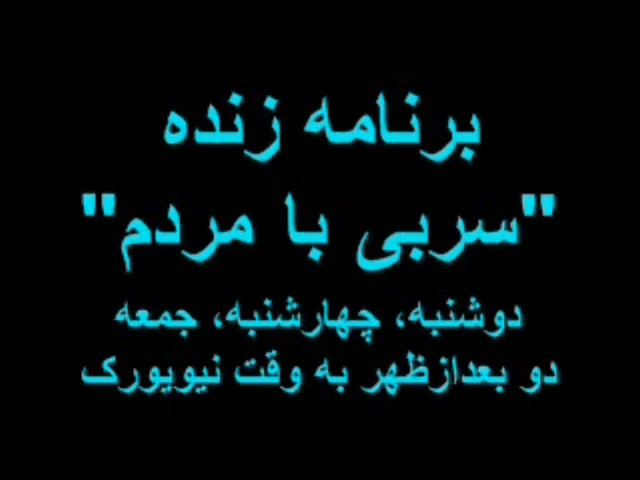 برنامه زنده
"سربی با مردم"
دوشنبه، چهارشنبه، جمعه
دو بعدازظهر به وقت نیویورک